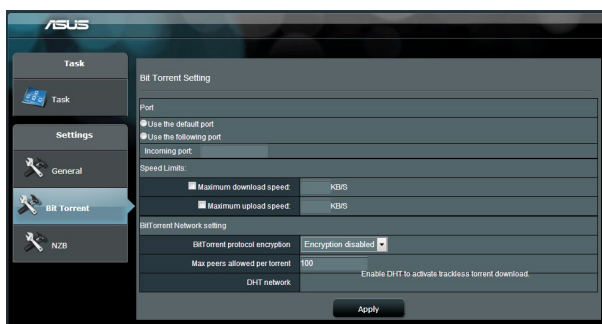 ASUS
Task
Task
Settings
General
Bit Torrent
NZB
Bit Torrent Setting
Port
Use the default port
Use the following port
Incoming port:
Speed Limits:
Maximum download speed: KB/S
Maximum upload speed: KB/S
BitTorrent Network setting
BitTorrent protocol encryption Encryption disabled
Max peers allowed per torrent 100
DHT network Enable DHT to activate trackless torrent download.
Apply